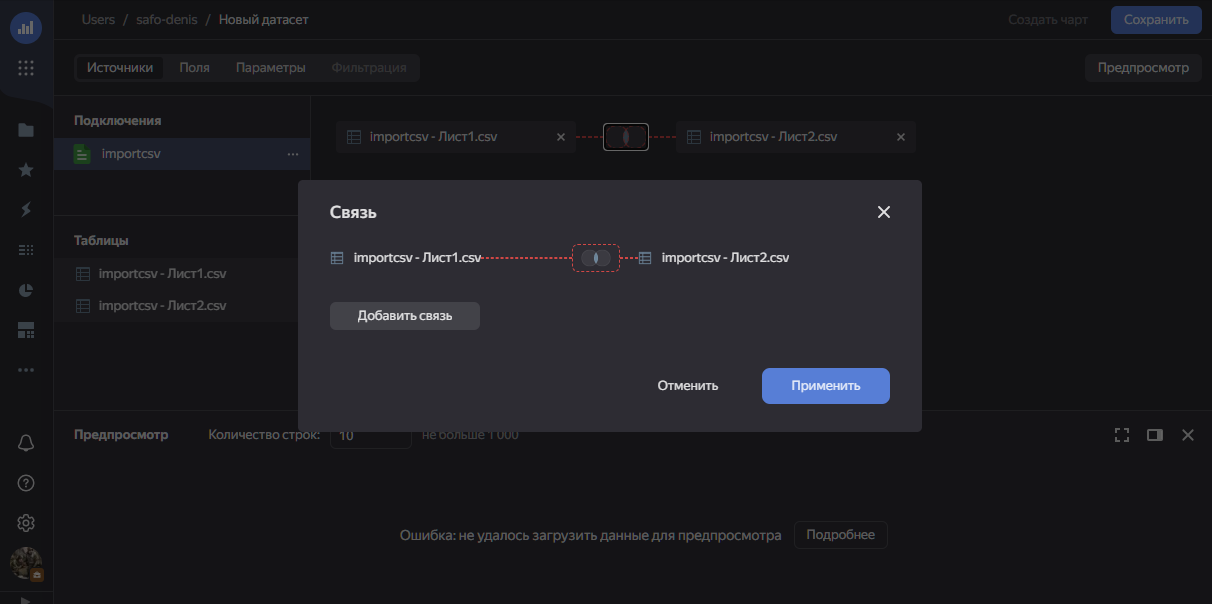 Users / safo-denis / Новый датасет
Создать чарт
Сохранить
Источники Поля Параметры Фильтрация
Предпросмотр
Подключения
importcsv
importcsv - Лист1.csv
importcsv - Лист2.csv
Связь
importcsv - Лист1.csv
importcsv - Лист2.csv
Добавить связь
Отменить
Применить
Таблицы
importcsv - Лист1.csv
importcsv - Лист2.csv
Предпросмотр
Количество строк: 10 не больше 1 000
Ошибка: не удалось загрузить данные для предпросмотра
Подробнее